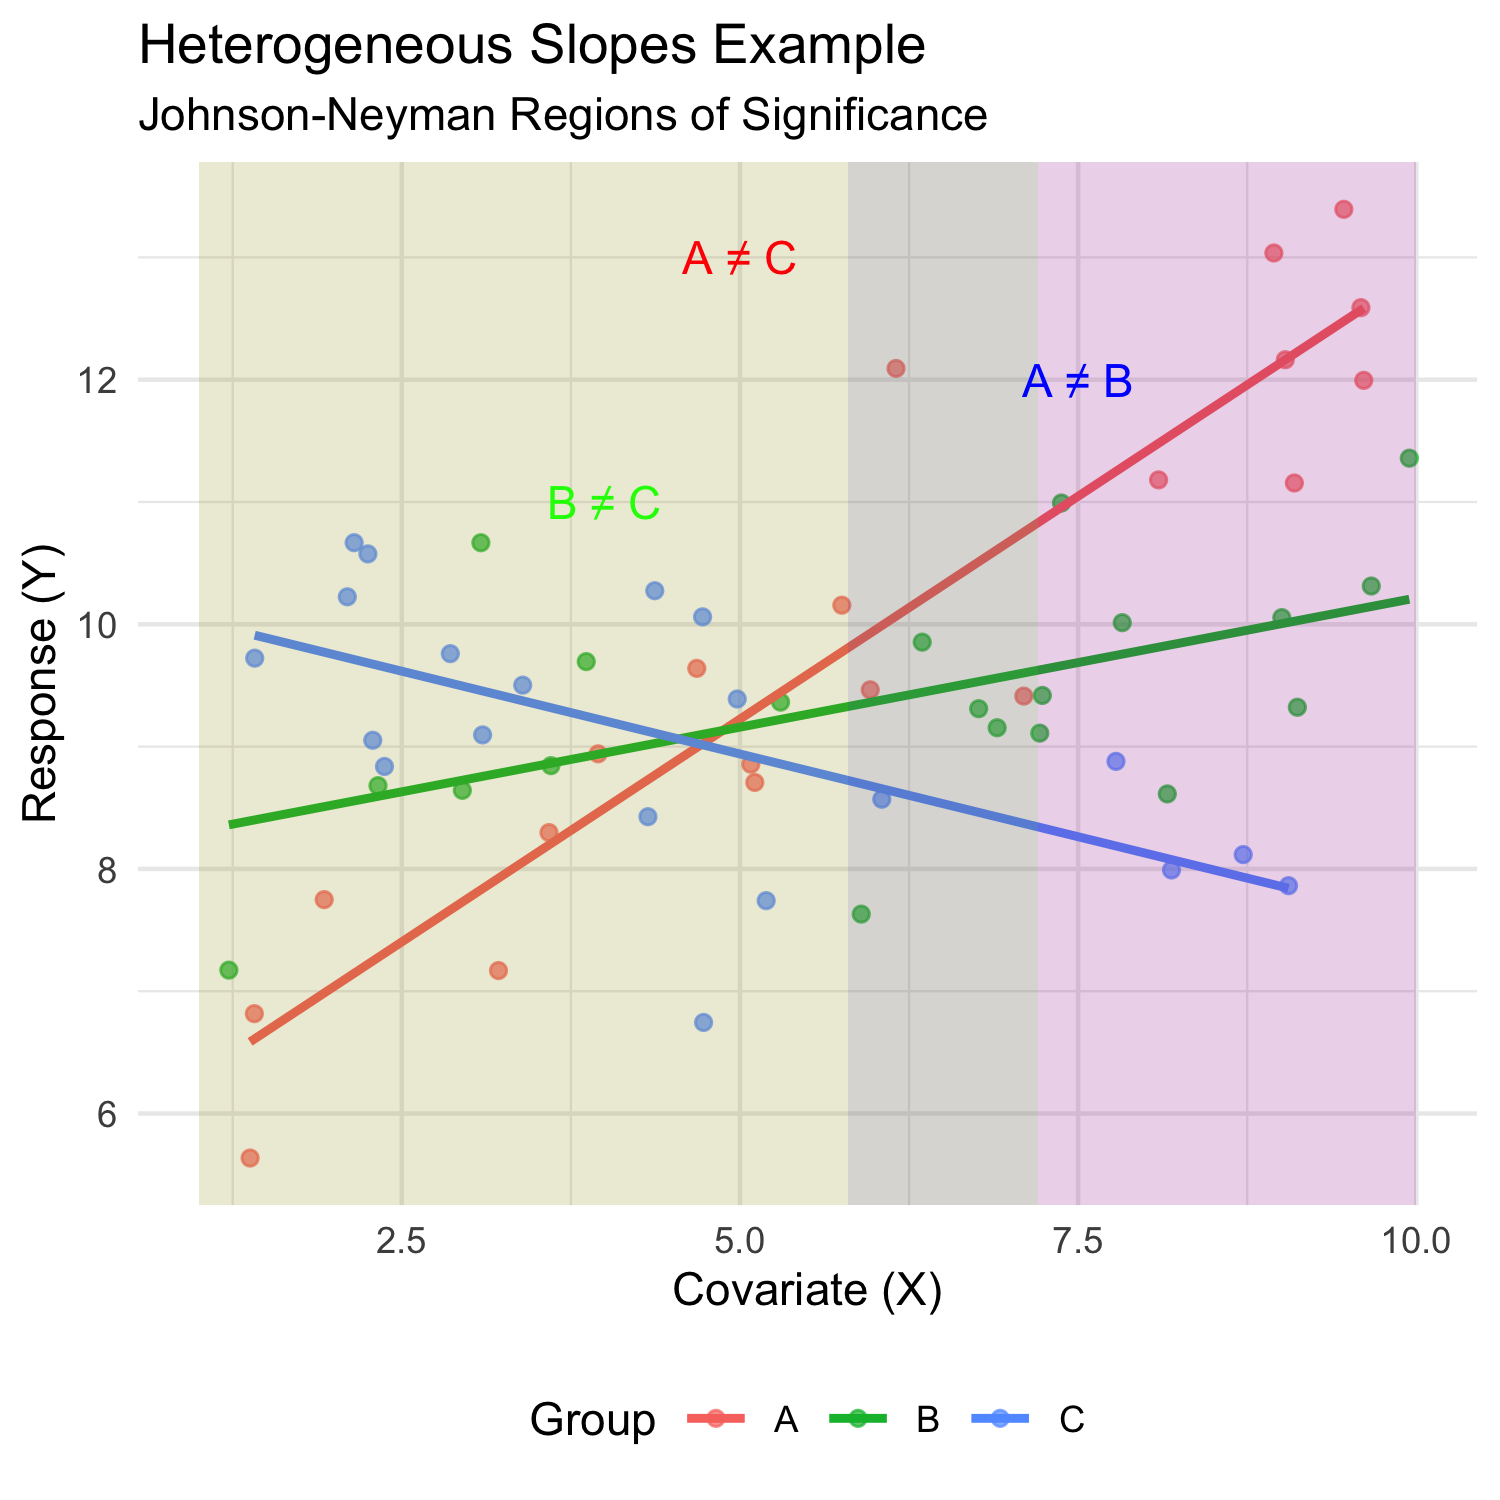 Heterogeneous Slopes Example
Johnson-Neyman Regions of Significance
A ≠ C
A ≠ B
B ≠ C
Response (Y)
12
10
8
6
2.5 5.0 7.5 10.0
Covariate (X)
Group A B C